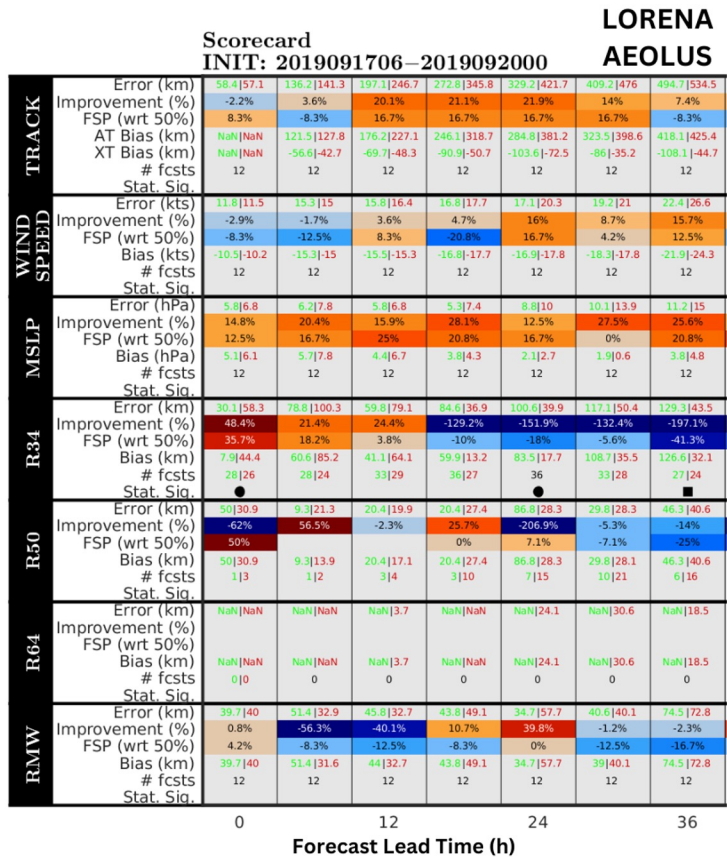 LORENA
AEOLUS
Scorecard
INIT: 2019091706−2019092000
TRACK
Error (km) 58.4|57.1 136.2|141.3 197.1|246.7 272.8|345.8 329.2|421.7 409.2|476 494.7|534.5
Improvement (%) -2.2% 3.6% 20.1% 21.1% 21.9% 14% 7.4%
FSP (wrt 50%) 8.3% -8.3% 16.7% 16.7% 16.7% 16.7% -8.3%
AT Bias (km) NaN|NaN 121.5|127.8 176.2|227.1 246.1|318.7 284.8|381.2 323.5|398.6 418.1|425.4
XT Bias (km) NaN|NaN -56.6|-42.7 -69.7|-48.3 -90.9|-50.7 -103.6|-72.5 -86|-35.2 -108.1|-44.7
# fcsts 12 12 12 12 12 12 12
Stat. Sig.
WIND SPEED
Error (kts) 11.8|11.5 15.3|15 15.8|16.4 16.8|17.7 17.1|20.3 19.2|21 22.4|26.6
Improvement (%) -2.9% -1.7% 3.6% 4.7% 16% 8.7% 15.7%
FSP (wrt 50%) -8.3% -12.5% 8.3% -20.8% 16.7% 4.2% 12.5%
Bias (kts) -10.5|-10.2 -15.3|-15 -15.5|-15.3 -16.8|-17.7 -16.9|-17.8 -18.3|-17.8 -21.9|-24.3
# fcsts 12 12 12 12 12 12 12
Stat. Sig.
MSLP
Error (hPa) 5.8|6.8 6.2|7.8 5.8|6.8 5.3|7.4 8.8|10 10.1|13.9 11.2|15
Improvement (%) 14.8% 20.4% 15.9% 28.1% 12.5% 27.5% 25.6%
FSP (wrt 50%) 12.5% 16.7% 25% 20.8% 16.7% 0% 20.8%
Bias (hPa) 5.1|6.1 5.7|7.8 4.4|6.7 3.8|4.3 2.1|2.7 1.9|0.6 3.8|4.8
# fcsts 12 12 12 12 12 12 12
Stat. Sig.
R34
Error (km) 30.1|58.3 78.8|100.3 59.8|79.1 84.6|36.9 100.6|39.9 117.1|50.4 129.3|43.5
Improvement (%) 48.4% 21.4% 24.4% -129.2% -151.9% -132.4% -197.1%
FSP (wrt 50%) 35.7% 18.2% 3.8% -10% -18% -5.6% -41.3%
Bias (km) 7.9|44.4 60.6|85.2 41.1|64.1 59.9|13.2 83.5|17.7 108.7|35.5 126.6|32.1
# fcsts 28|26 28|24 33|29 36|27 36 33|28 27|24
Stat. Sig. ● ● ■
R50
Error (km) 50|30.9 9.3|21.3 20.4|19.9 20.4|27.4 86.8|28.3 29.8|28.3 46.3|40.6
Improvement (%) -62% 56.5% -2.3% 25.7% -206.9% -5.3% -14%
FSP (wrt 50%) 50% 0% 7.1% -7.1% -25%
Bias (km) 50|30.9 9.3|13.9 20.4|17.1 20.4|27.4 86.8|28.3 29.8|28.1 46.3|40.6
# fcsts 1|3 1|2 3|4 3|10 7|15 10|21 6|16
Stat. Sig.
R64
Error (km) NaN|NaN NaN|NaN NaN|3.7 NaN|NaN NaN|24.1 NaN|30.6 NaN|18.5
Improvement (%)
FSP (wrt 50%)
Bias (km) NaN|NaN NaN|NaN NaN|3.7 NaN|NaN NaN|24.1 NaN|30.6 NaN|18.5
# fcsts 0|0 0 0 0 0 0 0
Stat. Sig.
RMW
Error (km) 39.7|40 51.4|32.9 45.8|32.7 43.8|49.1 34.7|57.7 40.6|40.1 74.5|72.8
Improvement (%) 0.8% -56.3% -40.1% 10.7% 39.8% -1.2% -2.3%
FSP (wrt 50%) 4.2% -8.3% -12.5% -8.3% 0% -12.5% -16.7%
Bias (km) 39.7|40 51.4|31.6 44|32.7 43.8|49.1 34.7|57.7 39|40.1 74.5|72.8
# fcsts 12 12 12 12 12 12 12
Stat. Sig.
0 12 24 36
Forecast Lead Time (h)